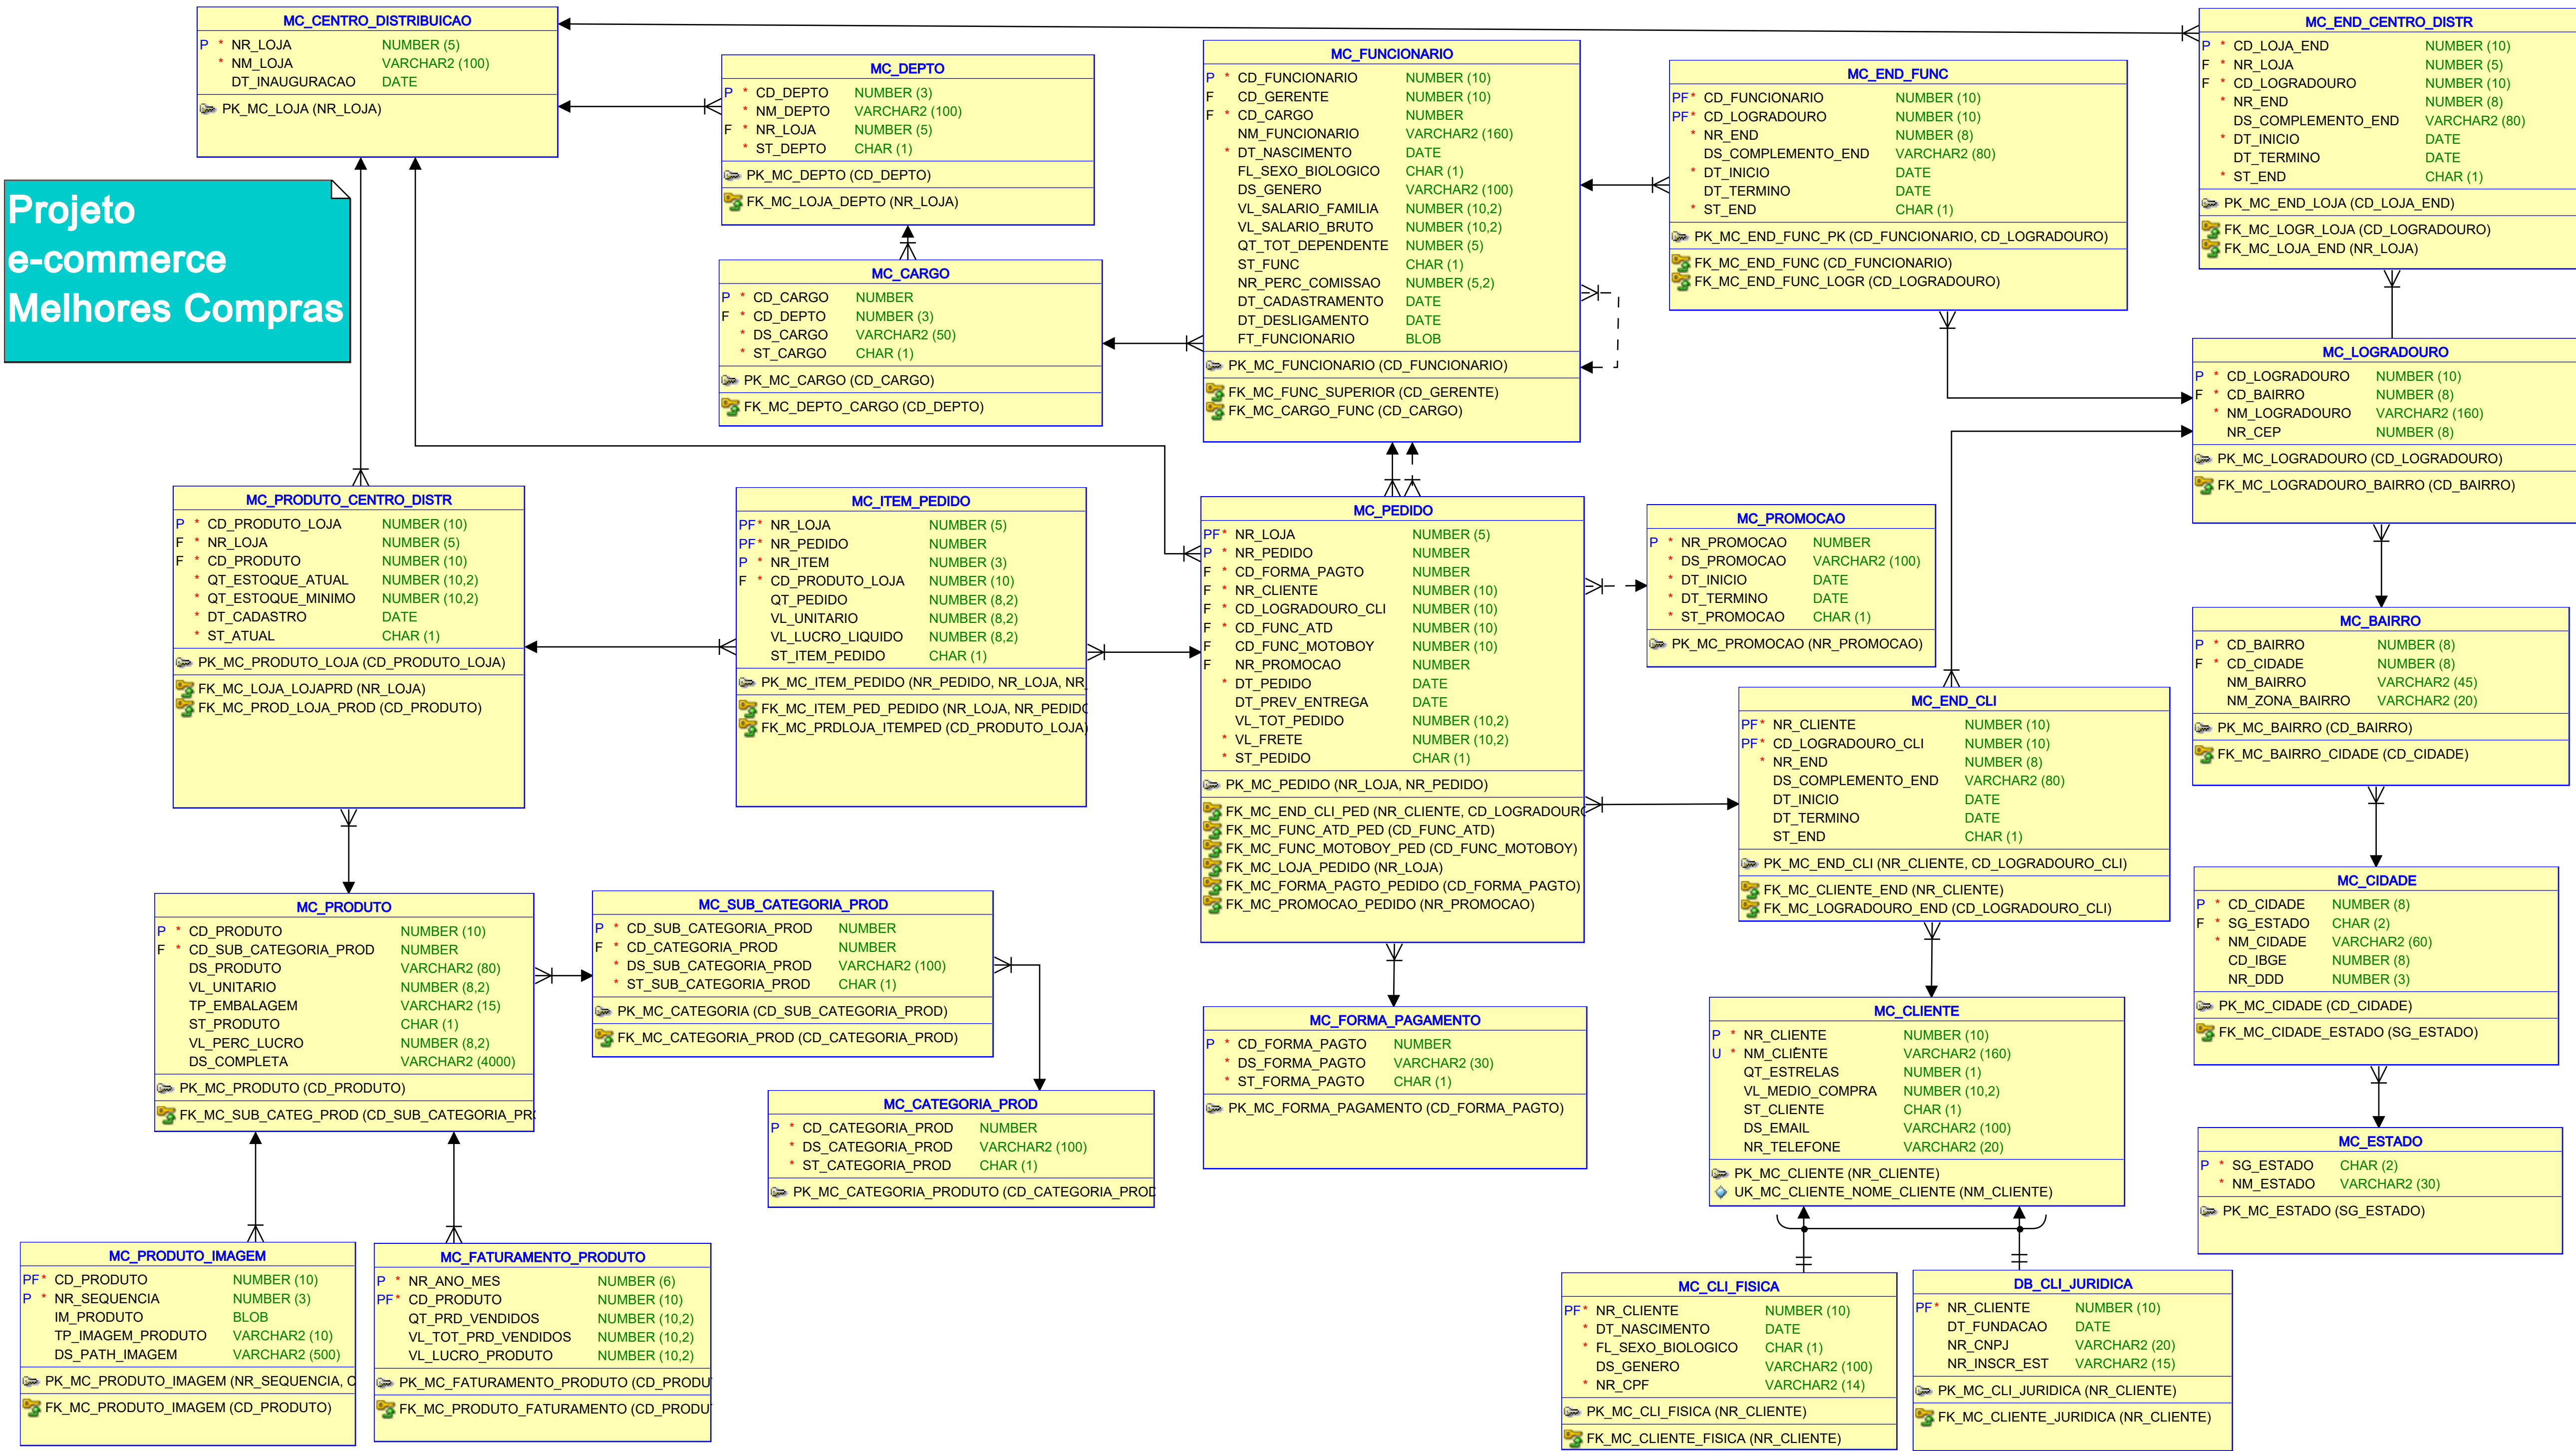 MC_CENTRO_DISTRIBUICAO
P * NR_LOJA NUMBER (5)
* NM_LOJA VARCHAR2 (100)
DT_INAUGURACAO DATE
PK_MC_LOJA (NR_LOJA)
MC_DEPTO
P * CD_DEPTO NUMBER (3)
* NM_DEPTO VARCHAR2 (100)
F * NR_LOJA NUMBER (5)
* ST_DEPTO CHAR (1)
PK_MC_DEPTO (CD_DEPTO)
FK_MC_LOJA_DEPTO (NR_LOJA)
MC_FUNCIONARIO
P * CD_FUNCIONARIO NUMBER (10)
F CD_GERENTE NUMBER (10)
F * CD_CARGO NUMBER
NM_FUNCIONARIO VARCHAR2 (160)
* DT_NASCIMENTO DATE
FL_SEXO_BIOLOGICO CHAR (1)
DS_GENERO VARCHAR2 (100)
VL_SALARIO_FAMILIA NUMBER (10,2)
VL_SALARIO_BRUTO NUMBER (10,2)
QT_TOT_DEPENDENTE NUMBER (5)
ST_FUNC CHAR (1)
NR_PERC_COMISSAO NUMBER (5,2)
DT_CADASTRAMENTO DATE
DT_DESLIGAMENTO DATE
FT_FUNCIONARIO BLOB
PK_MC_FUNCIONARIO (CD_FUNCIONARIO)
FK_MC_FUNC_SUPERIOR (CD_GERENTE)
FK_MC_CARGO_FUNC (CD_CARGO)
MC_END_FUNC
PF* CD_FUNCIONARIO NUMBER (10)
PF* CD_LOGRADOURO NUMBER (10)
* NR_END NUMBER (8)
DS_COMPLEMENTO_END VARCHAR2 (80)
* DT_INICIO DATE
DT_TERMINO DATE
* ST_END CHAR (1)
PK_MC_END_FUNC_PK (CD_FUNCIONARIO, CD_LOGRADOURO)
FK_MC_END_FUNC (CD_FUNCIONARIO)
FK_MC_END_FUNC_LOGR (CD_LOGRADOURO)
MC_END_CENTRO_DISTR
P * CD_LOJA_END NUMBER (10)
F * NR_LOJA NUMBER (5)
F * CD_LOGRADOURO NUMBER (10)
* NR_END NUMBER (8)
DS_COMPLEMENTO_END VARCHAR2 (80)
* DT_INICIO DATE
DT_TERMINO DATE
* ST_END CHAR (1)
PK_MC_END_LOJA (CD_LOJA_END)
FK_MC_LOGR_LOJA (CD_LOGRADOURO)
FK_MC_LOJA_END (NR_LOJA)
Projeto
e-commerce
Melhores Compras
MC_CARGO
P * CD_CARGO NUMBER
F * CD_DEPTO NUMBER (3)
* DS_CARGO VARCHAR2 (50)
* ST_CARGO CHAR (1)
PK_MC_CARGO (CD_CARGO)
FK_MC_DEPTO_CARGO (CD_DEPTO)
MC_LOGRADOURO
P * CD_LOGRADOURO NUMBER (10)
F * CD_BAIRRO NUMBER (8)
* NM_LOGRADOURO VARCHAR2 (160)
NR_CEP NUMBER (8)
PK_MC_LOGRADOURO (CD_LOGRADOURO)
FK_MC_LOGRADOURO_BAIRRO (CD_BAIRRO)
MC_PRODUTO_CENTRO_DISTR
P * CD_PRODUTO_LOJA NUMBER (10)
F * NR_LOJA NUMBER (5)
F * CD_PRODUTO NUMBER (10)
* QT_ESTOQUE_ATUAL NUMBER (10,2)
* QT_ESTOQUE_MINIMO NUMBER (10,2)
* DT_CADASTRO DATE
* ST_ATUAL CHAR (1)
PK_MC_PRODUTO_LOJA (CD_PRODUTO_LOJA)
FK_MC_LOJA_LOJAPRD (NR_LOJA)
FK_MC_PROD_LOJA_PROD (CD_PRODUTO)
MC_ITEM_PEDIDO
PF* NR_LOJA NUMBER (5)
PF* NR_PEDIDO NUMBER
P * NR_ITEM NUMBER (3)
F * CD_PRODUTO_LOJA NUMBER (10)
QT_PEDIDO NUMBER (8,2)
VL_UNITARIO NUMBER (8,2)
VL_LUCRO_LIQUIDO NUMBER (8,2)
ST_ITEM_PEDIDO CHAR (1)
PK_MC_ITEM_PEDIDO (NR_PEDIDO, NR_LOJA, NR_
FK_MC_ITEM_PED_PEDIDO (NR_LOJA, NR_PEDIDO
FK_MC_PRDLOJA_ITEMPED (CD_PRODUTO_LOJA)
MC_PEDIDO
PF* NR_LOJA NUMBER (5)
P * NR_PEDIDO NUMBER
F * CD_FORMA_PAGTO NUMBER
F * NR_CLIENTE NUMBER (10)
F * CD_LOGRADOURO_CLI NUMBER (10)
F * CD_FUNC_ATD NUMBER (10)
F CD_FUNC_MOTOBOY NUMBER (10)
F NR_PROMOCAO NUMBER
* DT_PEDIDO DATE
DT_PREV_ENTREGA DATE
VL_TOT_PEDIDO NUMBER (10,2)
* VL_FRETE NUMBER (10,2)
* ST_PEDIDO CHAR (1)
PK_MC_PEDIDO (NR_LOJA, NR_PEDIDO)
FK_MC_END_CLI_PED (NR_CLIENTE, CD_LOGRADOURO
FK_MC_FUNC_ATD_PED (CD_FUNC_ATD)
FK_MC_FUNC_MOTOBOY_PED (CD_FUNC_MOTOBOY)
FK_MC_LOJA_PEDIDO (NR_LOJA)
FK_MC_FORMA_PAGTO_PEDIDO (CD_FORMA_PAGTO)
FK_MC_PROMOCAO_PEDIDO (NR_PROMOCAO)
MC_PROMOCAO
P * NR_PROMOCAO NUMBER
* DS_PROMOCAO VARCHAR2 (100)
* DT_INICIO DATE
* DT_TERMINO DATE
* ST_PROMOCAO CHAR (1)
PK_MC_PROMOCAO (NR_PROMOCAO)
MC_BAIRRO
P * CD_BAIRRO NUMBER (8)
F * CD_CIDADE NUMBER (8)
NM_BAIRRO VARCHAR2 (45)
NM_ZONA_BAIRRO VARCHAR2 (20)
PK_MC_BAIRRO (CD_BAIRRO)
FK_MC_BAIRRO_CIDADE (CD_CIDADE)
MC_END_CLI
PF* NR_CLIENTE NUMBER (10)
PF* CD_LOGRADOURO_CLI NUMBER (10)
* NR_END NUMBER (8)
DS_COMPLEMENTO_END VARCHAR2 (80)
DT_INICIO DATE
DT_TERMINO DATE
ST_END CHAR (1)
PK_MC_END_CLI (NR_CLIENTE, CD_LOGRADOURO_CLI)
FK_MC_CLIENTE_END (NR_CLIENTE)
FK_MC_LOGRADOURO_END (CD_LOGRADOURO_CLI)
MC_CIDADE
P * CD_CIDADE NUMBER (8)
F * SG_ESTADO CHAR (2)
* NM_CIDADE VARCHAR2 (60)
CD_IBGE NUMBER (8)
NR_DDD NUMBER (3)
PK_MC_CIDADE (CD_CIDADE)
FK_MC_CIDADE_ESTADO (SG_ESTADO)
MC_PRODUTO
P * CD_PRODUTO NUMBER (10)
F * CD_SUB_CATEGORIA_PROD NUMBER
DS_PRODUTO VARCHAR2 (80)
VL_UNITARIO NUMBER (8,2)
TP_EMBALAGEM VARCHAR2 (15)
ST_PRODUTO CHAR (1)
VL_PERC_LUCRO NUMBER (8,2)
DS_COMPLETA VARCHAR2 (4000)
PK_MC_PRODUTO (CD_PRODUTO)
FK_MC_SUB_CATEG_PROD (CD_SUB_CATEGORIA_PR
MC_SUB_CATEGORIA_PROD
P * CD_SUB_CATEGORIA_PROD NUMBER
F * CD_CATEGORIA_PROD NUMBER
* DS_SUB_CATEGORIA_PROD VARCHAR2 (100)
* ST_SUB_CATEGORIA_PROD CHAR (1)
PK_MC_CATEGORIA (CD_SUB_CATEGORIA_PROD)
FK_MC_CATEGORIA_PROD (CD_CATEGORIA_PROD)
MC_CATEGORIA_PROD
P * CD_CATEGORIA_PROD NUMBER
* DS_CATEGORIA_PROD VARCHAR2 (100)
* ST_CATEGORIA_PROD CHAR (1)
PK_MC_CATEGORIA_PRODUTO (CD_CATEGORIA_PROD
MC_FORMA_PAGAMENTO
P * CD_FORMA_PAGTO NUMBER
* DS_FORMA_PAGTO VARCHAR2 (30)
* ST_FORMA_PAGTO CHAR (1)
PK_MC_FORMA_PAGAMENTO (CD_FORMA_PAGTO)
MC_CLIENTE
P * NR_CLIENTE NUMBER (10)
U * NM_CLIENTE VARCHAR2 (160)
QT_ESTRELAS NUMBER (1)
VL_MEDIO_COMPRA NUMBER (10,2)
ST_CLIENTE CHAR (1)
DS_EMAIL VARCHAR2 (100)
NR_TELEFONE VARCHAR2 (20)
PK_MC_CLIENTE (NR_CLIENTE)
UK_MC_CLIENTE_NOME_CLIENTE (NM_CLIENTE)
MC_ESTADO
P * SG_ESTADO CHAR (2)
* NM_ESTADO VARCHAR2 (30)
PK_MC_ESTADO (SG_ESTADO)
MC_PRODUTO_IMAGEM
PF* CD_PRODUTO NUMBER (10)
P * NR_SEQUENCIA NUMBER (3)
IM_PRODUTO BLOB
TP_IMAGEM_PRODUTO VARCHAR2 (10)
DS_PATH_IMAGEM VARCHAR2 (500)
PK_MC_PRODUTO_IMAGEM (NR_SEQUENCIA, C
FK_MC_PRODUTO_IMAGEM (CD_PRODUTO)
MC_FATURAMENTO_PRODUTO
P * NR_ANO_MES NUMBER (6)
PF* CD_PRODUTO NUMBER (10)
QT_PRD_VENDIDOS NUMBER (10,2)
VL_TOT_PRD_VENDIDOS NUMBER (10,2)
VL_LUCRO_PRODUTO NUMBER (10,2)
PK_MC_FATURAMENTO_PRODUTO (CD_PRODU
FK_MC_PRODUTO_FATURAMENTO (CD_PRODU
MC_CLI_FISICA
PF* NR_CLIENTE NUMBER (10)
* DT_NASCIMENTO DATE
* FL_SEXO_BIOLOGICO CHAR (1)
DS_GENERO VARCHAR2 (100)
* NR_CPF VARCHAR2 (14)
PK_MC_CLI_FISICA (NR_CLIENTE)
FK_MC_CLIENTE_FISICA (NR_CLIENTE)
DB_CLI_JURIDICA
PF* NR_CLIENTE NUMBER (10)
DT_FUNDACAO DATE
NR_CNPJ VARCHAR2 (20)
NR_INSCR_EST VARCHAR2 (15)
PK_MC_CLI_JURIDICA (NR_CLIENTE)
FK_MC_CLIENTE_JURIDICA (NR_CLIENTE)